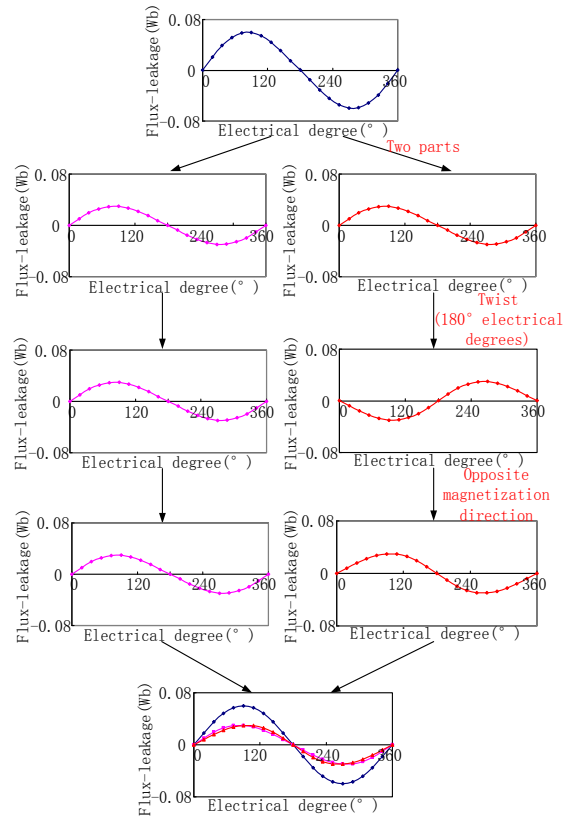 Flux-leakage(Wb)
0.08
0
-0.08
0
120
240
360
Electrical degree(°)
Two parts
Flux-leakage(Wb)
0.08
0
-0.08
0
120
240
360
Electrical degree(°)
Flux-leakage(Wb)
0.08
0
-0.08
0
120
240
360
Electrical degree(°)
Twist
(180° electrical
degrees)
Flux-leakage(Wb)
0.08
0
-0.08
0
120
240
360
Electrical degree(°)
Flux-leakage(Wb)
0.08
0
-0.08
0
120
240
360
Electrical degree(°)
Opposite
magnetization
direction
Flux-leakage(Wb)
0.08
0
-0.08
0
120
240
360
Electrical degree(°)
Flux-leakage(Wb)
0.08
0
-0.08
0
120
240
360
Electrical degree(°)
Flux-leakage(Wb)
0.08
0
-0.08
0
120
240
360
Electrical degree(°)